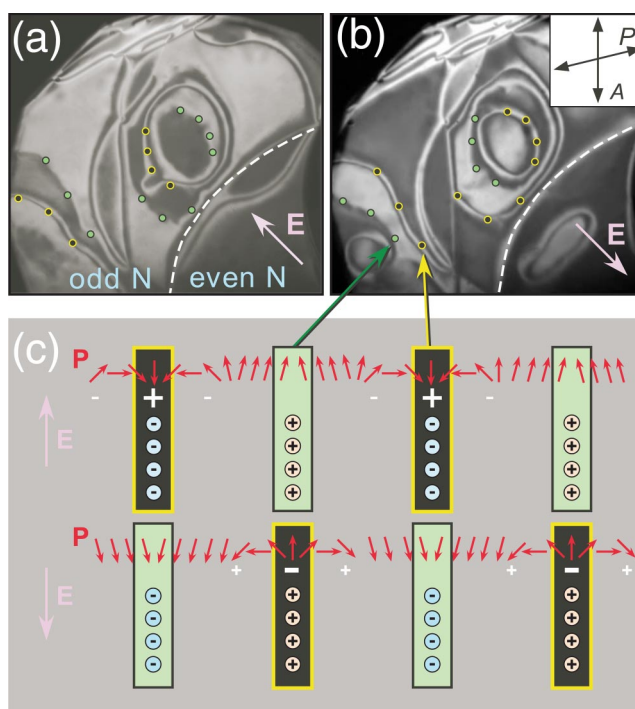 (a)
E
odd N
even N
(b)
P
A
E
(c)
P
- + - - + -
- -
- -
- -
- -
+ +
+ +
+ +
+ +
E
P
+ - + + - +
- + - +
- + - +
- + - +
- + - +
E